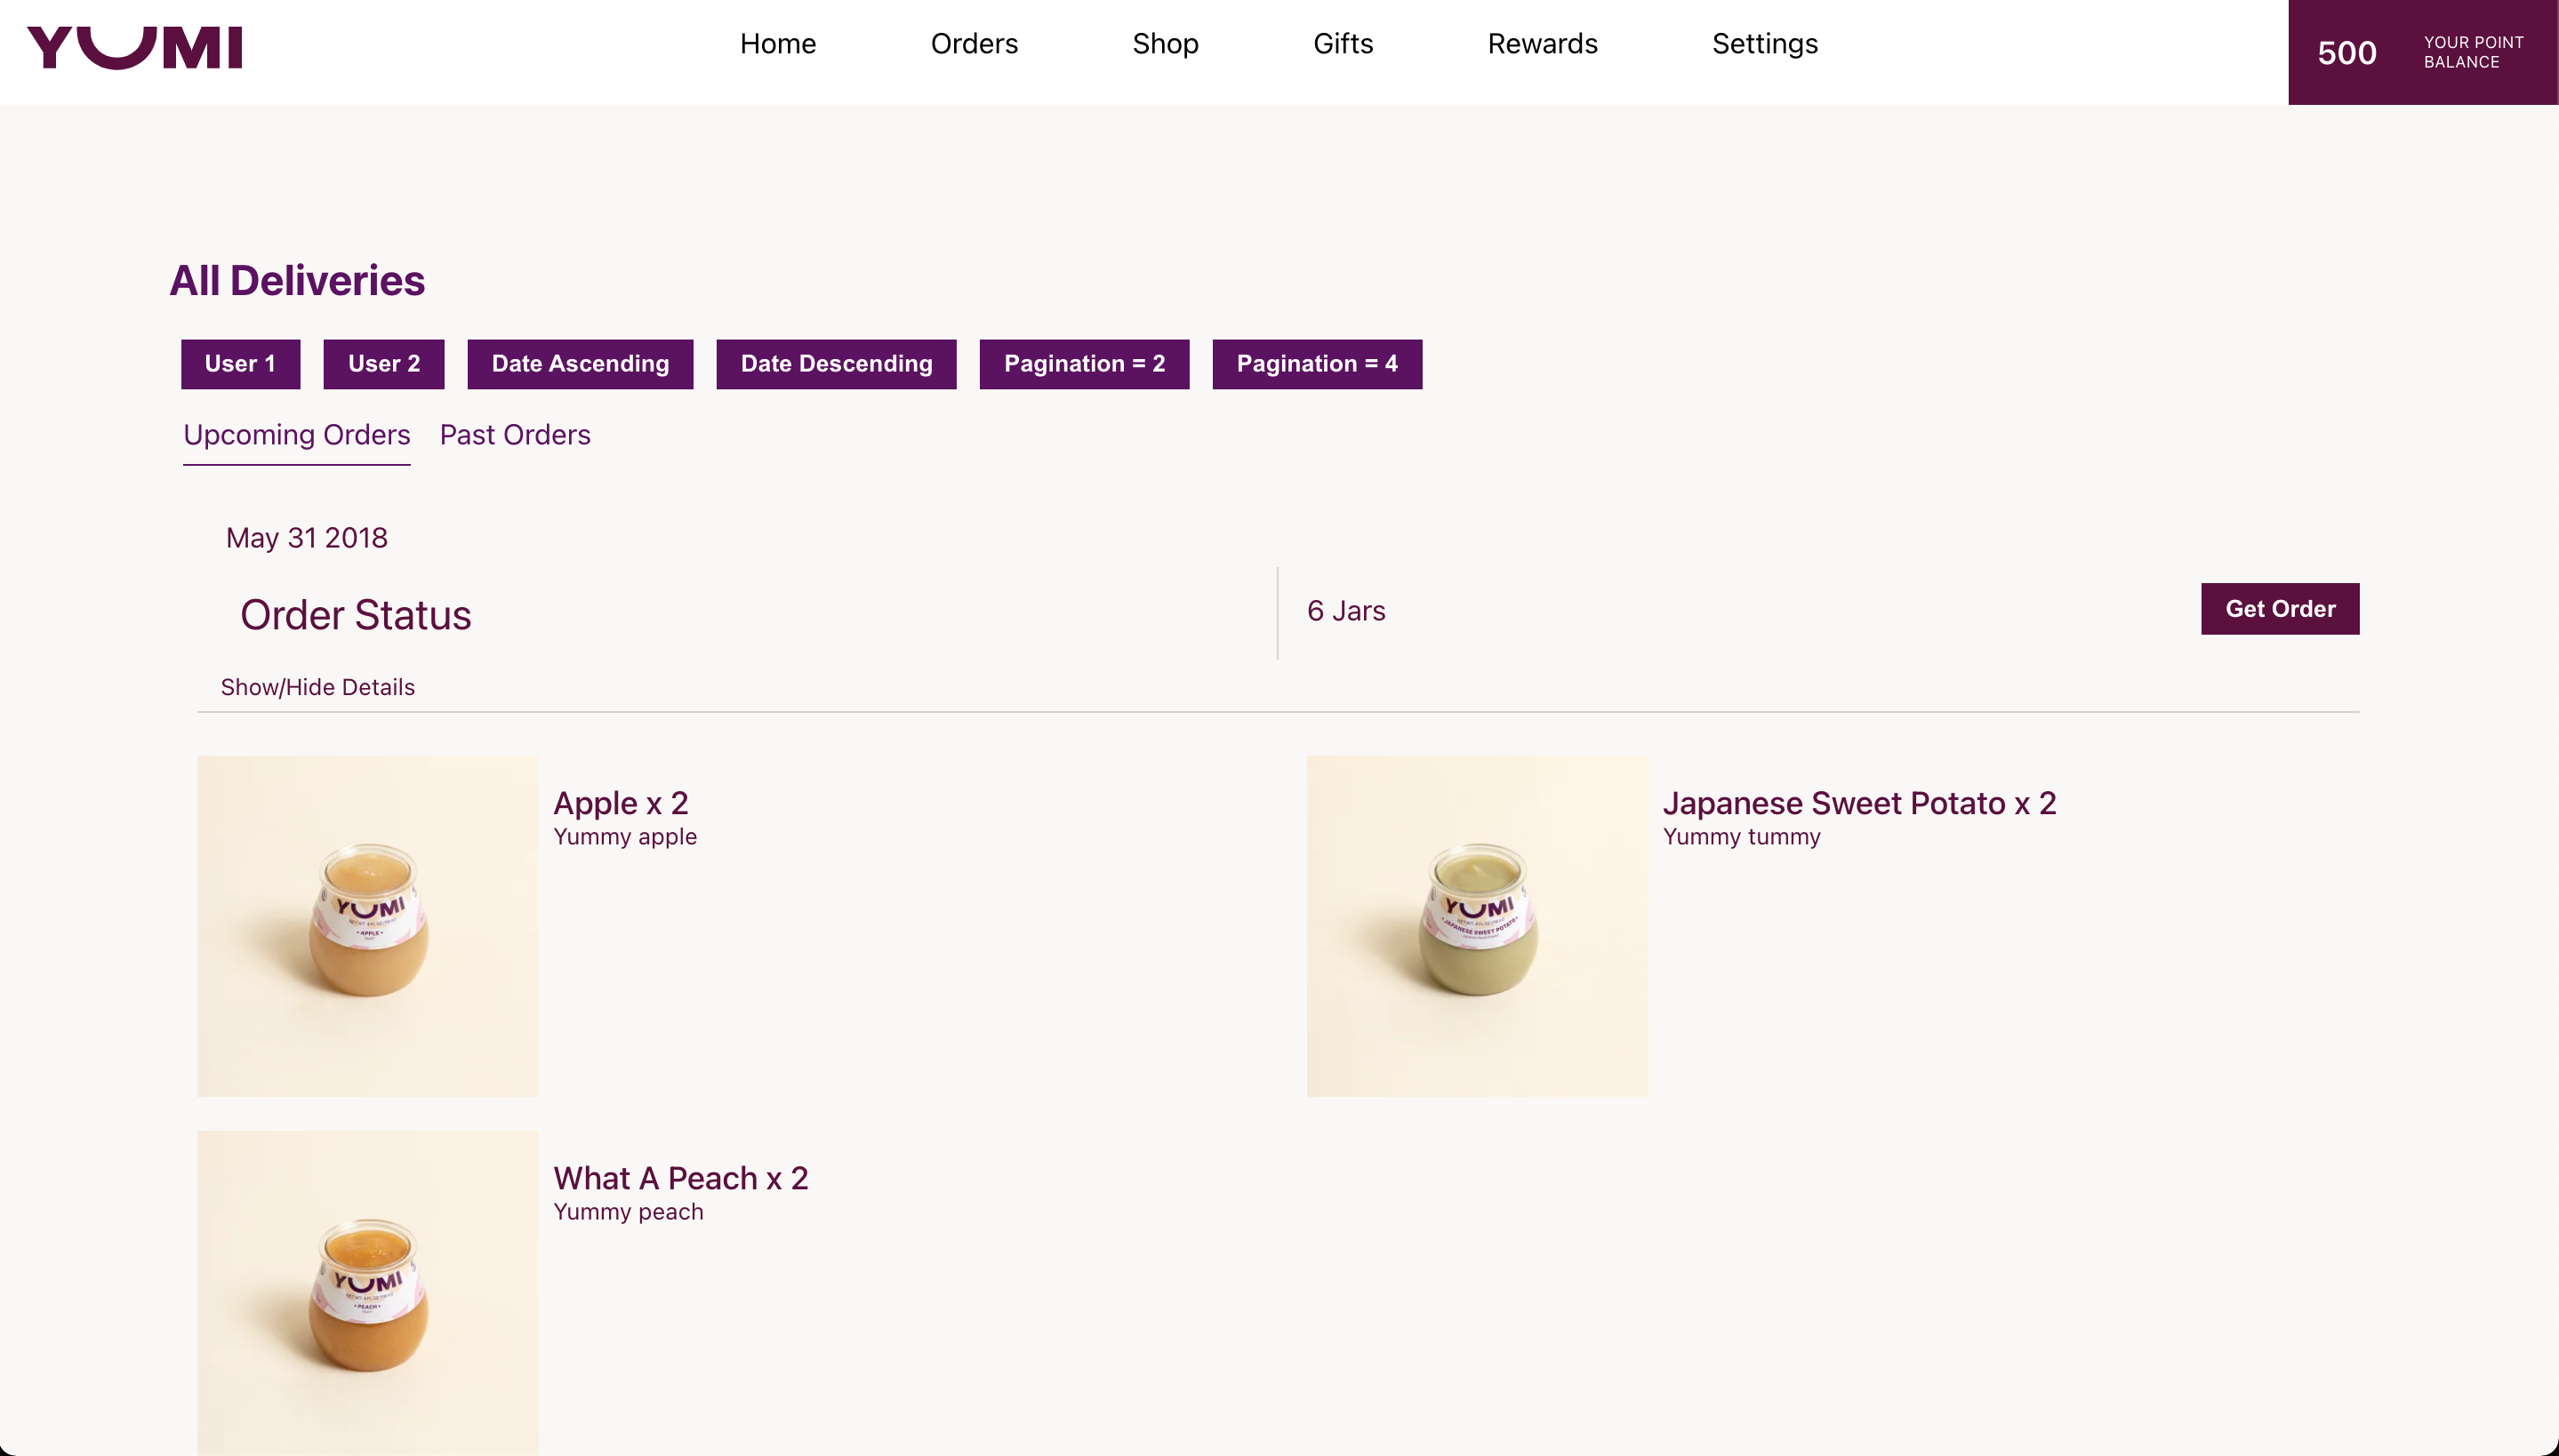 YUMI
Home Orders Shop Gifts Rewards Settings
500
YOUR POINT
BALANCE
All Deliveries
User 1 User 2 Date Ascending Date Descending Pagination = 2 Pagination = 4
Upcoming Orders Past Orders
May 31 2018
Order Status
6 Jars
Get Order
Show/Hide Details
Apple x 2
Yummy apple
YUMI
• APPLE •
Japanese Sweet Potato x 2
Yummy tummy
YUMI
• JAPANESE SWEET POTATO •
What A Peach x 2
Yummy peach
YUMI
• PEACH •